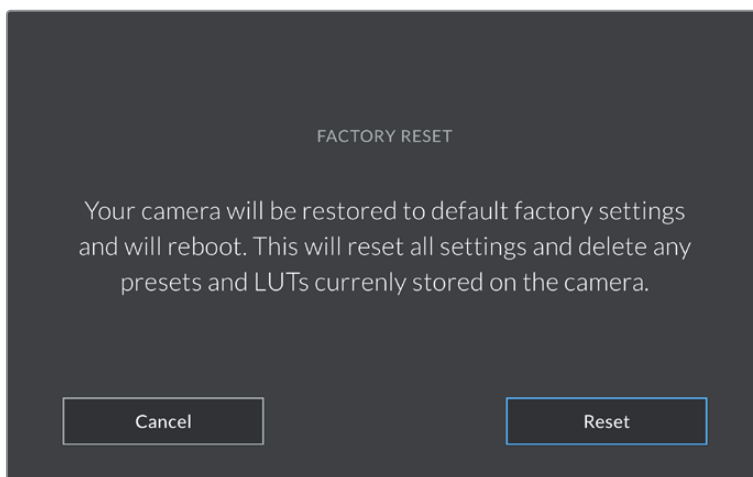 FACTORY RESET
Your camera will be restored to default factory settings
and will reboot. This will reset all settings and delete any
presets and LUTs currenly stored on the camera.
Cancel
Reset